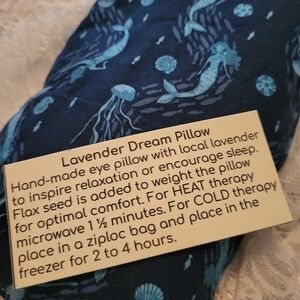 Lavender Dream Pillow
Hand-made eye pillow with local lavender
to inspire relaxation or encourage sleep.
Flax seed is added to weight the pillow
for optimal comfort. For HEAT therapy
microwave 1 ½ minutes. For COLD therapy
place in a ziploc bag and place in the
freezer for 2 to 4 hours.